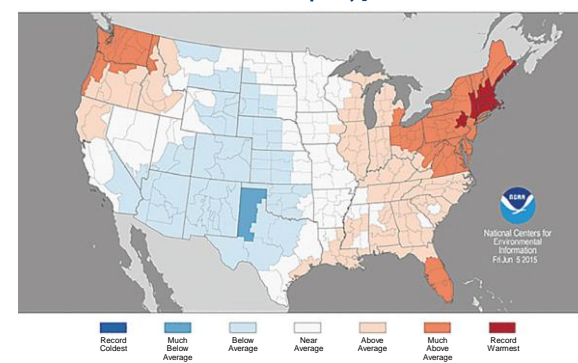 NOAA
National Centers for
Environmental
Information
Fri Jun 5 2015
Record
Coldest
Much
Below
Average
Below
Average
Near
Average
Above
Average
Much
Above
Average
Record
Warmest